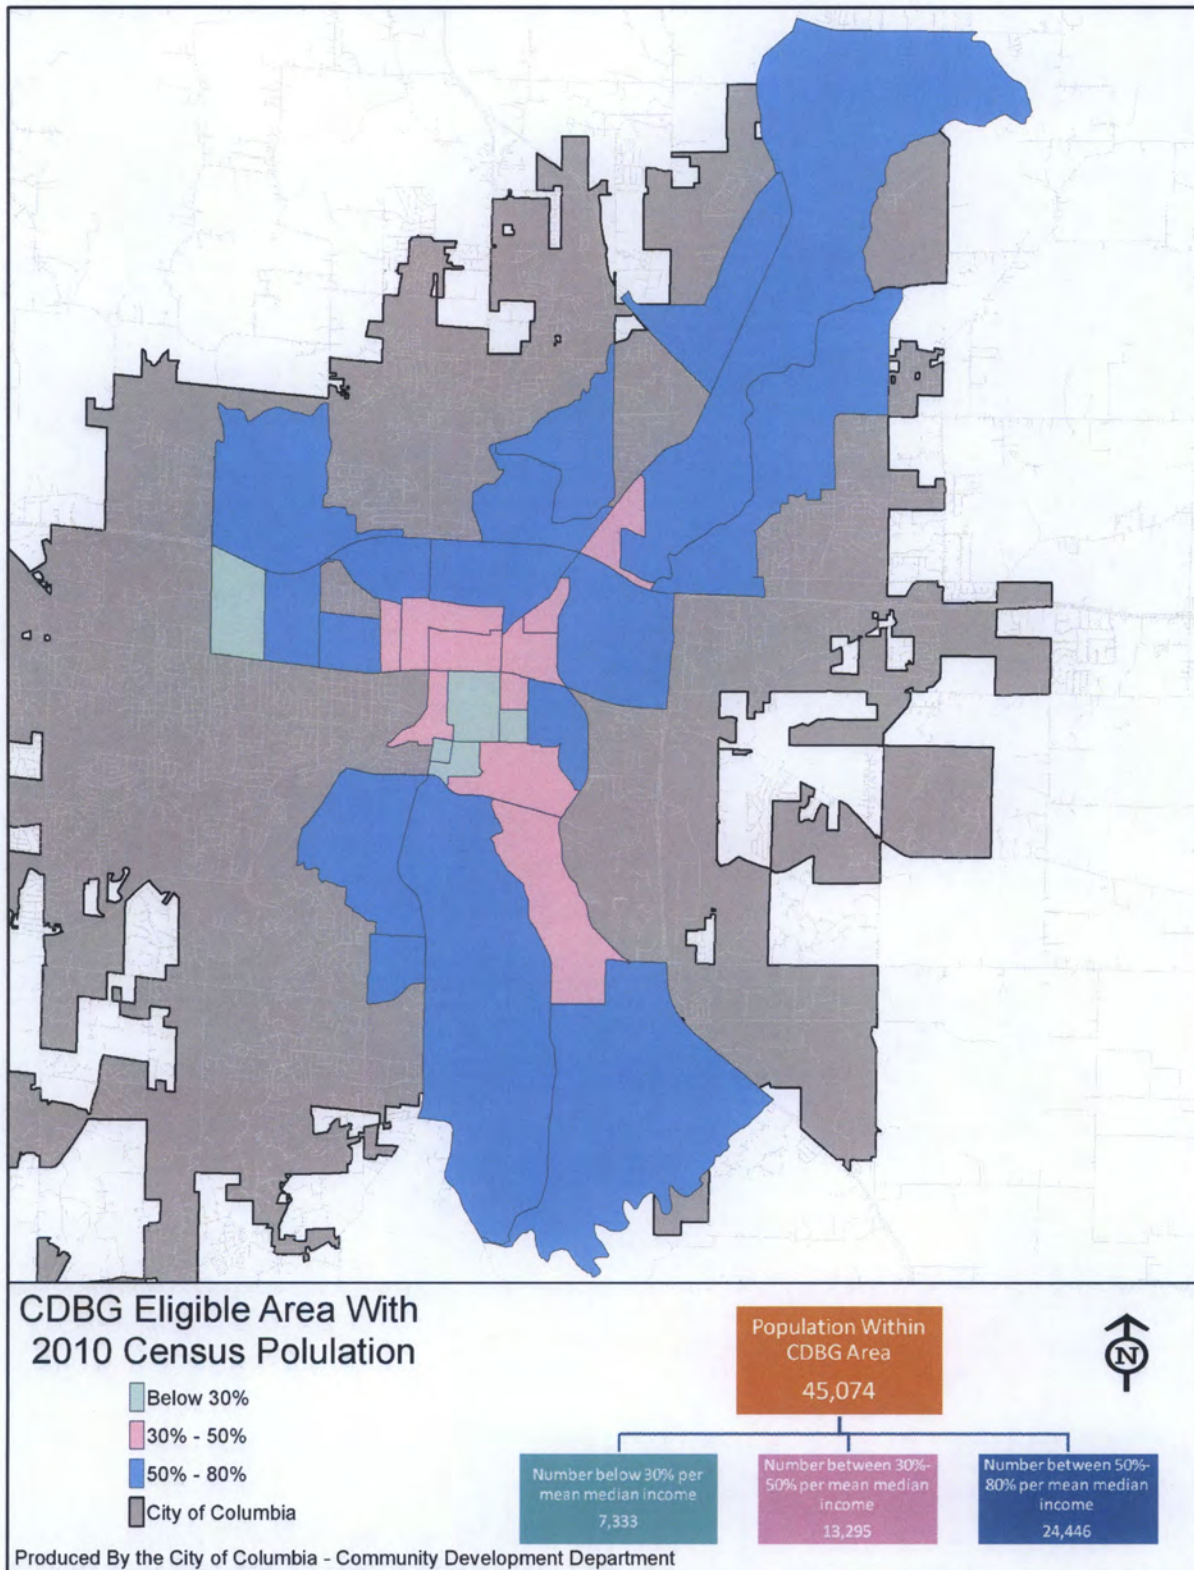 CDBG Eligible Area With
2010 Census Polulation
Below 30%
30% - 50%
50% - 80%
City of Columbia
Population Within
CDBG Area
45,074
Number below 30% per
mean median income
7,333
Number between 30%-
50% per mean median
income
13,295
Number between 50%-
80% per mean median
income
24,446
N
Produced By the City of Columbia - Community Development Department